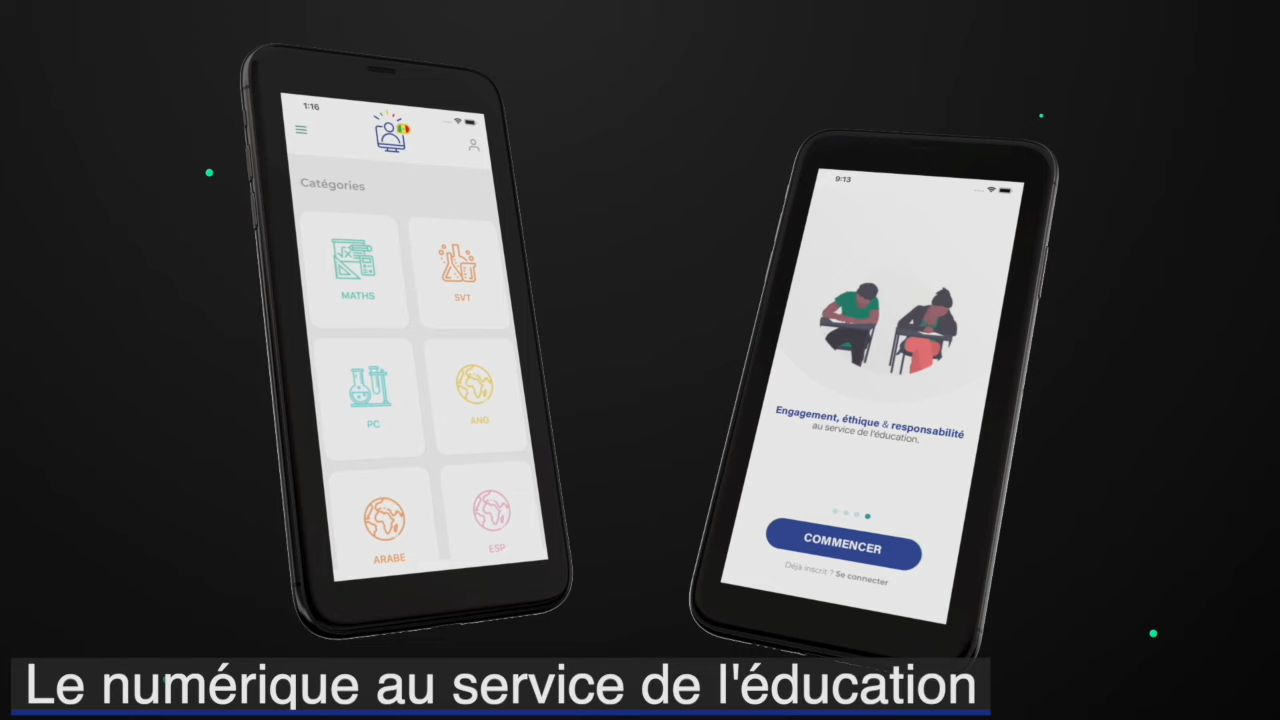 1:16
Catégories
MATHS
SVT
PC
ANG
ARABE
ESP
9:13
Engagement, éthique & responsabilité
au service de l'éducation.
COMMENCER
Déjà inscrit ? Se connecter
Le numérique au service de l'éducation